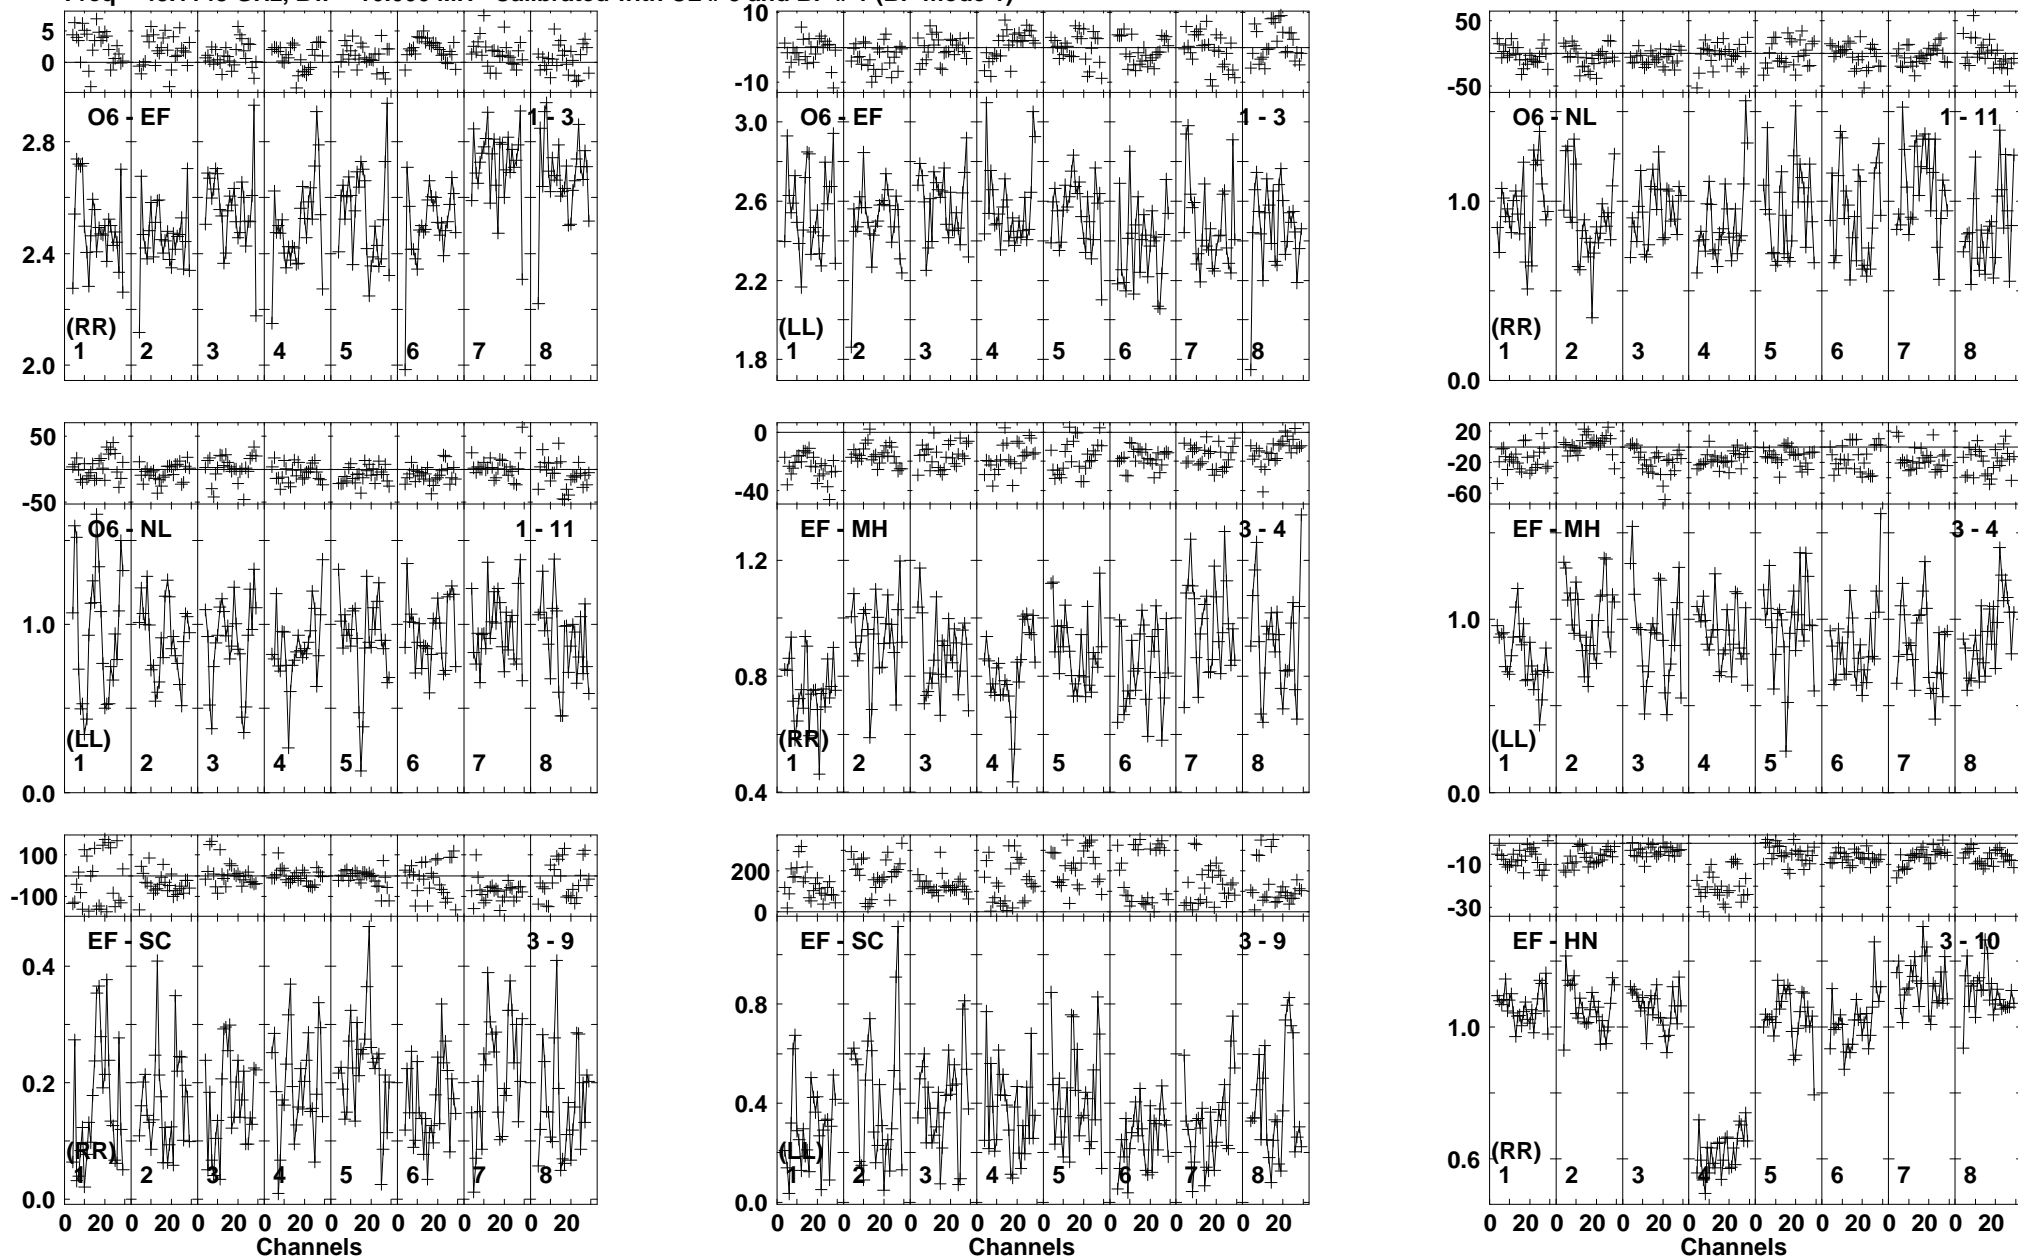 5
0
O6 - EF 1 - 3
2.8
2.4
(RR)
1 2 3 4 5 6 7 8
2.0
10
-10
O6 - EF 1 - 3
3.0
2.6
2.2
(LL)
1 2 3 4 5 6 7 8
1.8
50
-50
O6 - NL 1 - 11
1.0
(RR)
1 2 3 4 5 6 7 8
0.0
50
-50
O6 - NL 1 - 11
1.0
(LL)
1 2 3 4 5 6 7 8
0.0
0
-40
EF - MH 3 - 4
1.2
0.8
(RR)
1 2 3 4 5 6 7 8
0.4
20
-20
-60
EF - MH 3 - 4
1.0
(LL)
1 2 3 4 5 6 7 8
0.0
100
-100
EF - SC 3 - 9
0.4
0.2
(RR)
1 2 3 4 5 6 7 8
0.0
0 20 0 20 0 20 0 20 0 20 0 20 0 20 0 20
Channels
200
0
EF - SC 3 - 9
0.8
0.4
(LL)
1 2 3 4 5 6 7 8
0.0
0 20 0 20 0 20 0 20 0 20 0 20 0 20 0 20
Channels
-10
-30
EF - HN 3 - 10
1.0
0.6
(RR)
1 2 3 4 5 6 7 8
0 20 0 20 0 20 0 20 0 20 0 20 0 20 0 20
Channels